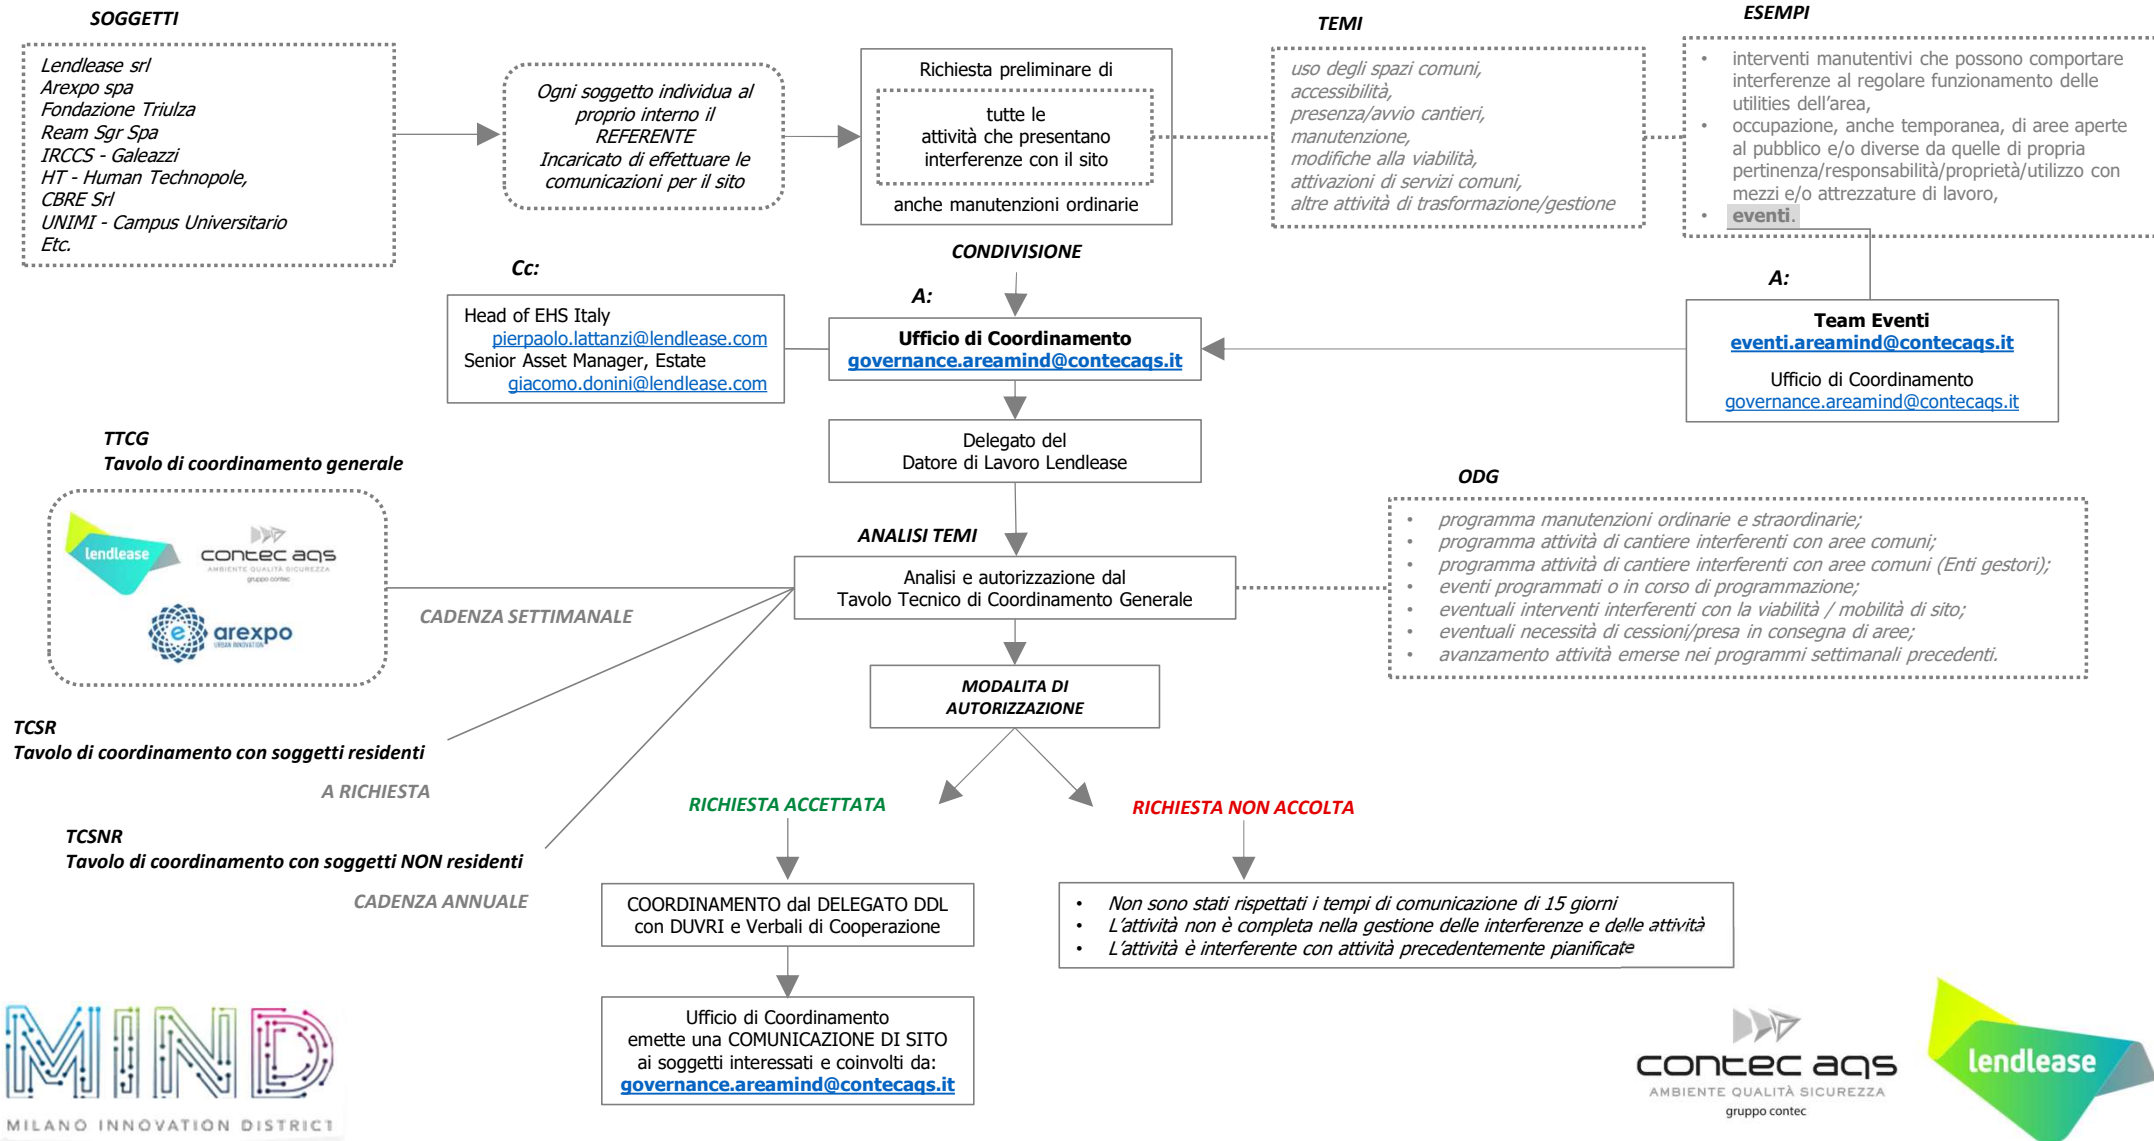 SOGGETTI
Lendlease srl
Arexpo spa
Fondazione Triulza
Ream Sgr Spa
IRCCS - Galeazzi
HT - Human Technopole,
CBRE Srl
UNIMI - Campus Universitario
Etc.
Ogni soggetto individua al
proprio interno il
REFERENTE
Incaricato di effettuare le
comunicazioni per il sito
Richiesta preliminare di
tutte le
attività che presentano
interferenze con il sito
anche manutenzioni ordinarie
TEMI
uso degli spazi comuni,
accessibilità,
presenza/avvio cantieri,
manutenzione,
modifiche alla viabilità,
attivazioni di servizi comuni,
altre attività di trasformazione/gestione
ESEMPI
• interventi manutentivi che possono comportare
interferenze al regolare funzionamento delle
utilities dell'area,
• occupazione, anche temporanea, di aree aperte
al pubblico e/o diverse da quelle di propria
pertinenza/responsabilità/proprietà/utilizzo con
mezzi e/o attrezzature di lavoro,
• eventi.
CONDIVISIONE
Cc:
Head of EHS Italy
pierpaolo.lattanzi@lendlease.com
Senior Asset Manager, Estate
giacomo.donini@lendlease.com
A:
Ufficio di Coordinamento
governance.areamind@contecaqs.it
A:
Team Eventi
eventi.areamind@contecaqs.it
Ufficio di Coordinamento
governance.areamind@contecaqs.it
Delegato del
Datore di Lavoro Lendlease
TTCG
Tavolo di coordinamento generale
lendlease
contec aqs
AMBIENTE QUALITÀ SICUREZZA
gruppo contec
e arexpo
URBAN INNOVATION
CADENZA SETTIMANALE
ANALISI TEMI
Analisi e autorizzazione dal
Tavolo Tecnico di Coordinamento Generale
ODG
• programma manutenzioni ordinarie e straordinarie;
• programma attività di cantiere interferenti con aree comuni;
• programma attività di cantiere interferenti con aree comuni (Enti gestori);
• eventi programmati o in corso di programmazione;
• eventuali interventi interferenti con la viabilità / mobilità di sito;
• eventuali necessità di cessioni/presa in consegna di aree;
• avanzamento attività emerse nei programmi settimanali precedenti.
MODALITA DI
AUTORIZZAZIONE
TCSR
Tavolo di coordinamento con soggetti residenti
A RICHIESTA
TCSNR
Tavolo di coordinamento con soggetti NON residenti
CADENZA ANNUALE
RICHIESTA ACCETTATA
COORDINAMENTO dal DELEGATO DDL
con DUVRI e Verbali di Cooperazione
Ufficio di Coordinamento
emette una COMUNICAZIONE DI SITO
ai soggetti interessati e coinvolti da:
governance.areamind@contecaqs.it
RICHIESTA NON ACCOLTA
• Non sono stati rispettati i tempi di comunicazione di 15 giorni
• L'attività non è completa nella gestione delle interferenze e delle attività
• L'attività è interferente con attività precedentemente pianificate
MIND
MILANO INNOVATION DISTRICT
contec aqs
AMBIENTE QUALITÀ SICUREZZA
gruppo contec
lendlease